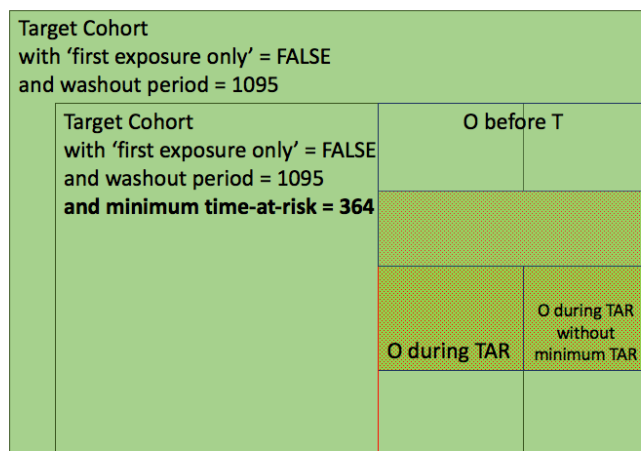 Target Cohort
with ‘first exposure only’ = FALSE
and washout period = 1095
Target Cohort
with ‘first exposure only’ = FALSE
and washout period = 1095
and minimum time-at-risk = 364
O before T
O during TAR
O during TAR
without
minimum TAR